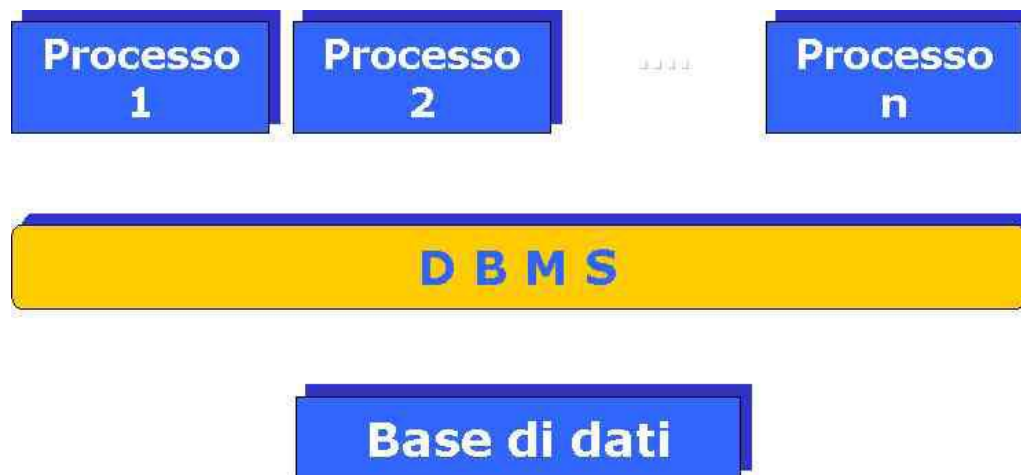 Processo
1
Processo
2
....
Processo
n
D B M S
Base di dati